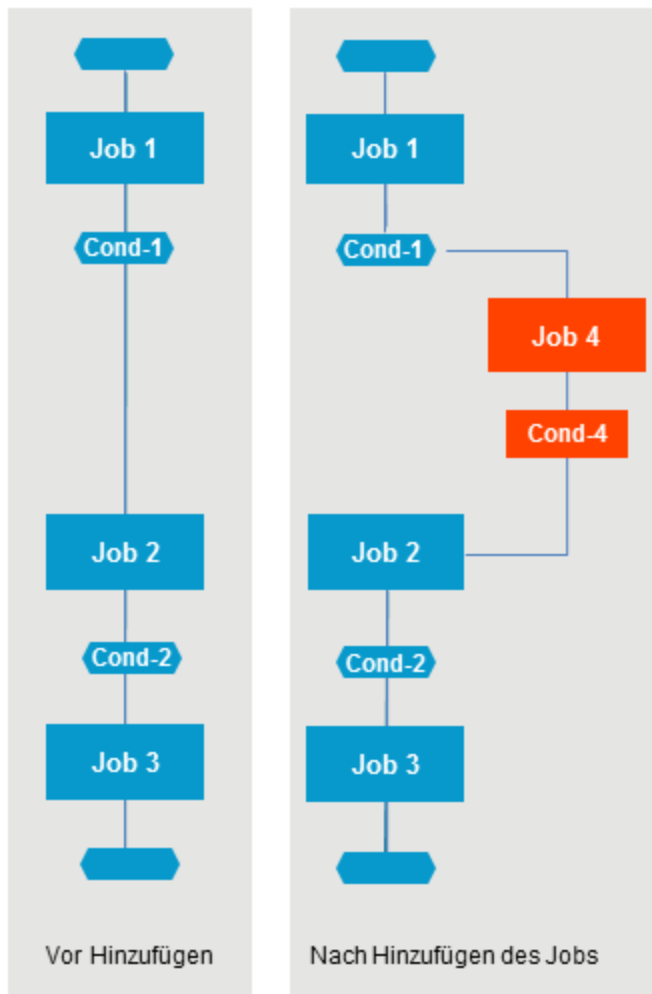 Job 1
Cond-1
Job 2
Cond-2
Job 3
Vor Hinzufügen
Job 1
Cond-1
Job 4
Cond-4
Job 2
Cond-2
Job 3
Nach Hinzufügen des Jobs